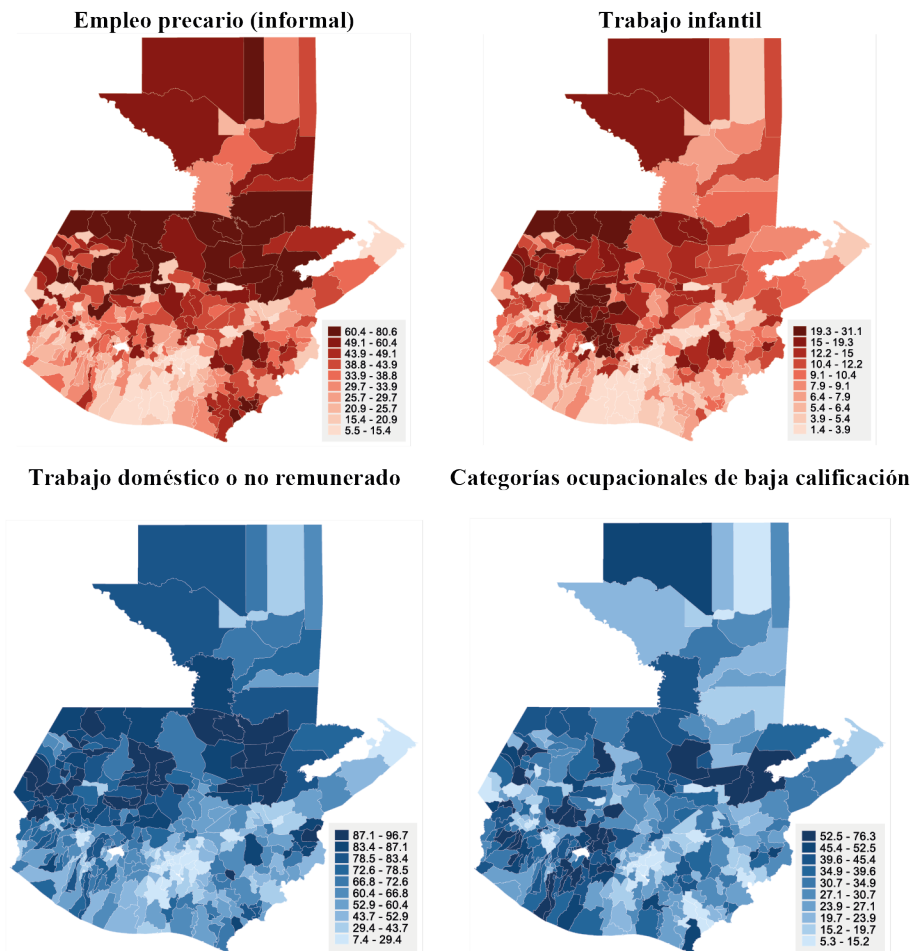 Empleo precario (informal)
Trabajo infantil
60.4 - 80.6
49.1 - 60.4
43.9 - 49.1
38.8 - 43.9
33.9 - 38.8
29.7 - 33.9
25.7 - 29.7
20.9 - 25.7
15.4 - 20.9
5.5 - 15.4
19.3 - 31.1
15 - 19.3
12.2 - 15
10.4 - 12.2
9.1 - 10.4
7.9 - 9.1
6.4 - 7.9
5.4 - 6.4
3.9 - 5.4
1.4 - 3.9
Trabajo doméstico o no remunerado
Categorías ocupacionales de baja calificación
87.1 - 96.7
83.4 - 87.1
78.5 - 83.4
72.6 - 78.5
66.8 - 72.6
60.4 - 66.8
52.9 - 60.4
43.7 - 52.9
29.4 - 43.7
7.4 - 29.4
52.5 - 76.3
45.4 - 52.5
39.6 - 45.4
34.9 - 39.6
30.7 - 34.9
27.1 - 30.7
23.9 - 27.1
19.7 - 23.9
15.2 - 19.7
5.3 - 15.2